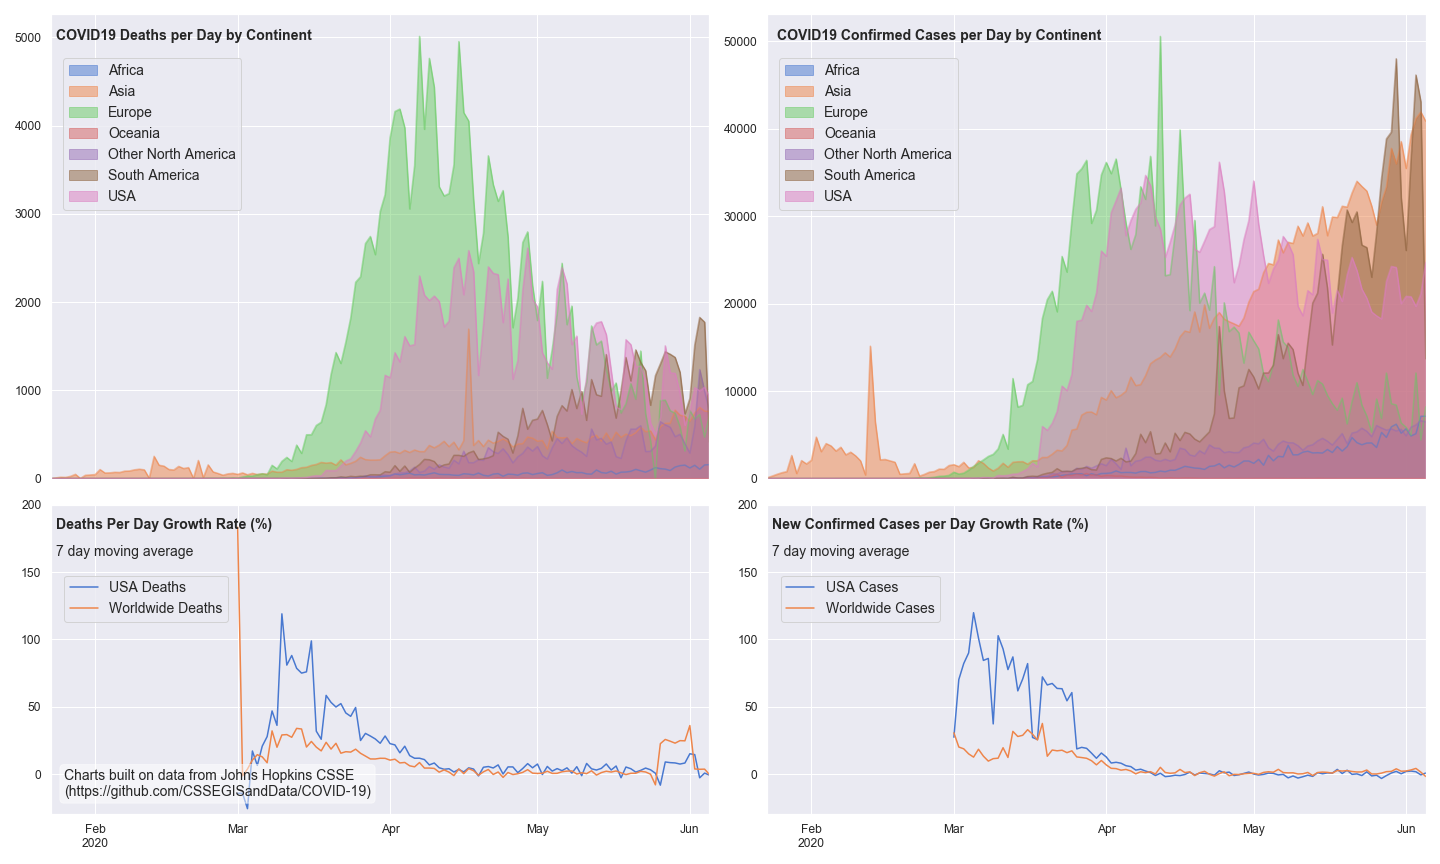 COVID19 Deaths per Day by Continent
Africa
Asia
Europe
Oceania
Other North America
South America
USA
5000
4000
3000
2000
1000
0
COVID19 Confirmed Cases per Day by Continent
Africa
Asia
Europe
Oceania
Other North America
South America
USA
50000
40000
30000
20000
10000
0
Deaths Per Day Growth Rate (%)
7 day moving average
USA Deaths
Worldwide Deaths
200
150
100
50
0
Charts built on data from Johns Hopkins CSSE
(https://github.com/CSSEGISandData/COVID-19)
Feb Mar Apr May Jun
2020
New Confirmed Cases per Day Growth Rate (%)
7 day moving average
USA Cases
Worldwide Cases
200
150
100
50
0
Feb Mar Apr May Jun
2020